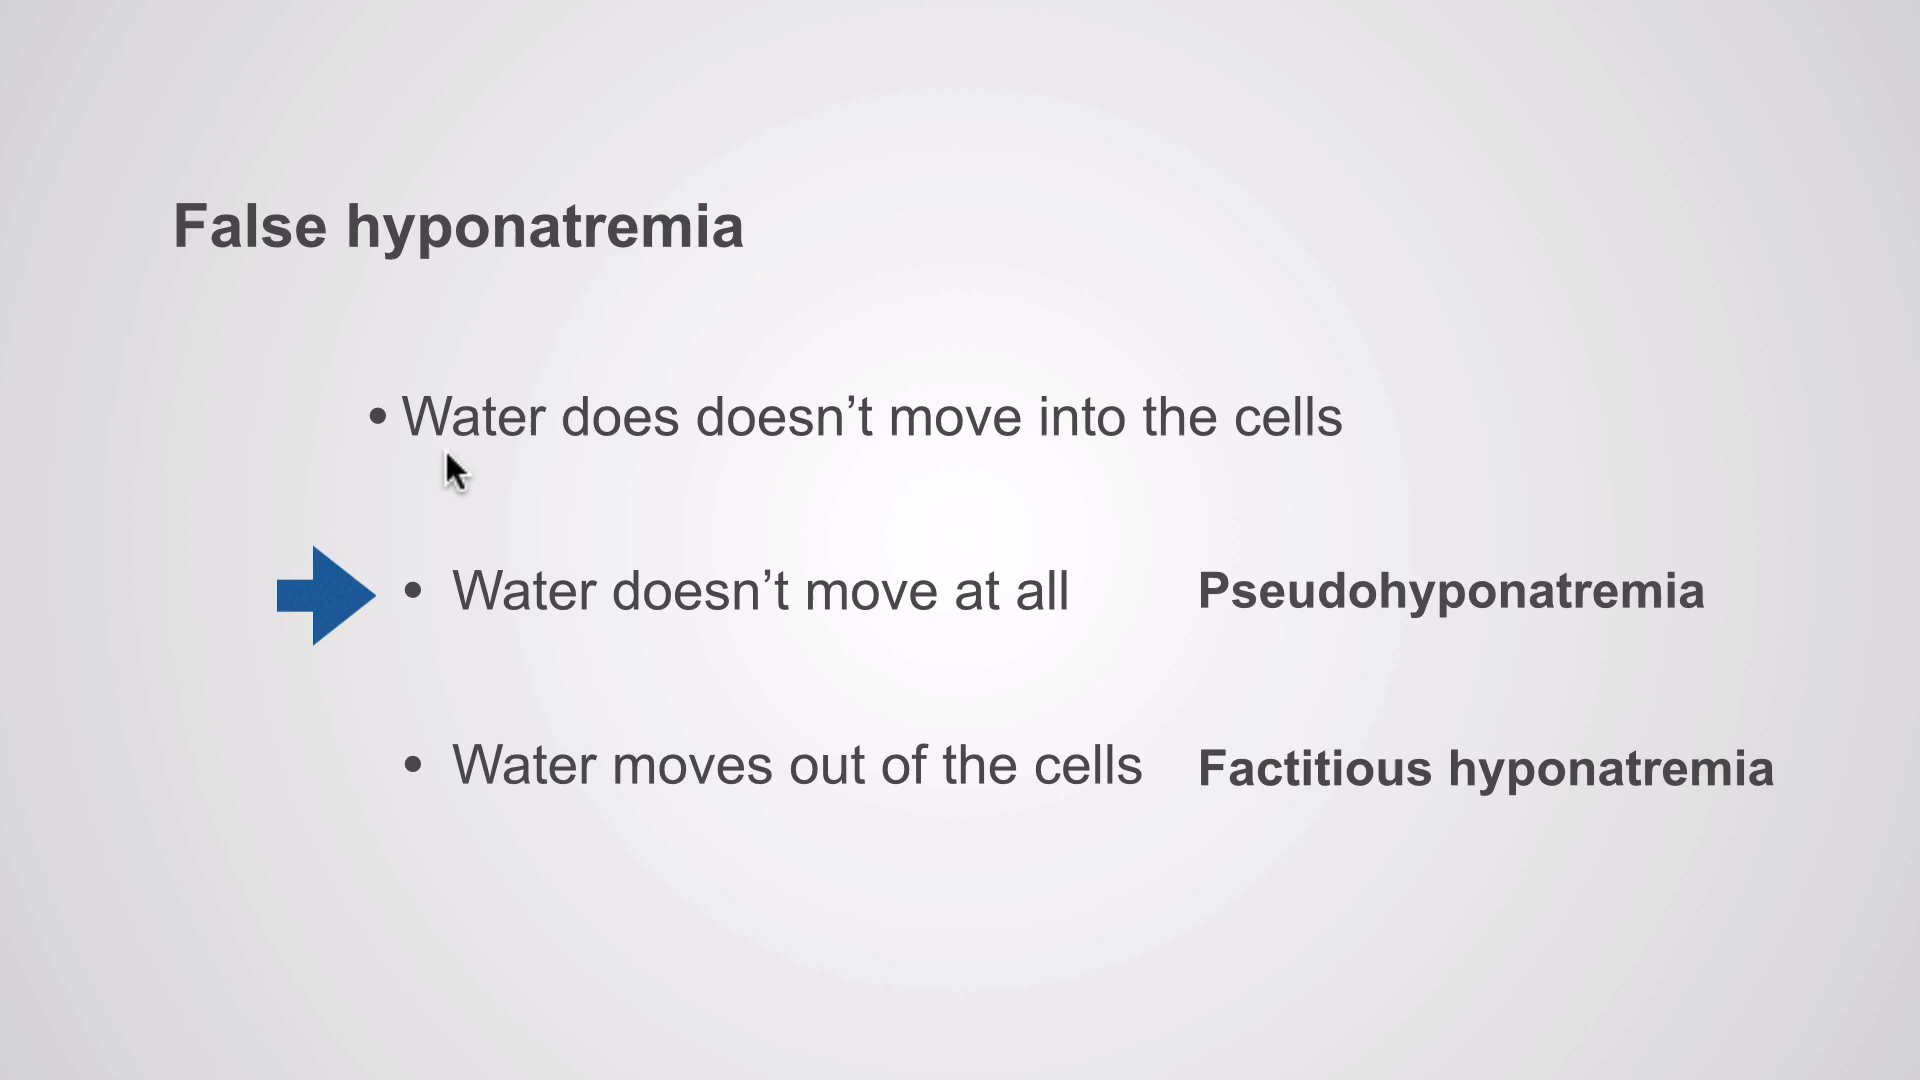 False hyponatremia
• Water does doesn’t move into the cells
• Water doesn’t move at all Pseudohyponatremia
• Water moves out of the cells Factitious hyponatremia